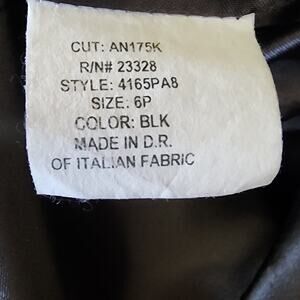 CUT: AN175K
R/N# 23328
STYLE: 4165PA8
SIZE: 6P
COLOR: BLK
MADE IN D.R.
OF ITALIAN FABRIC